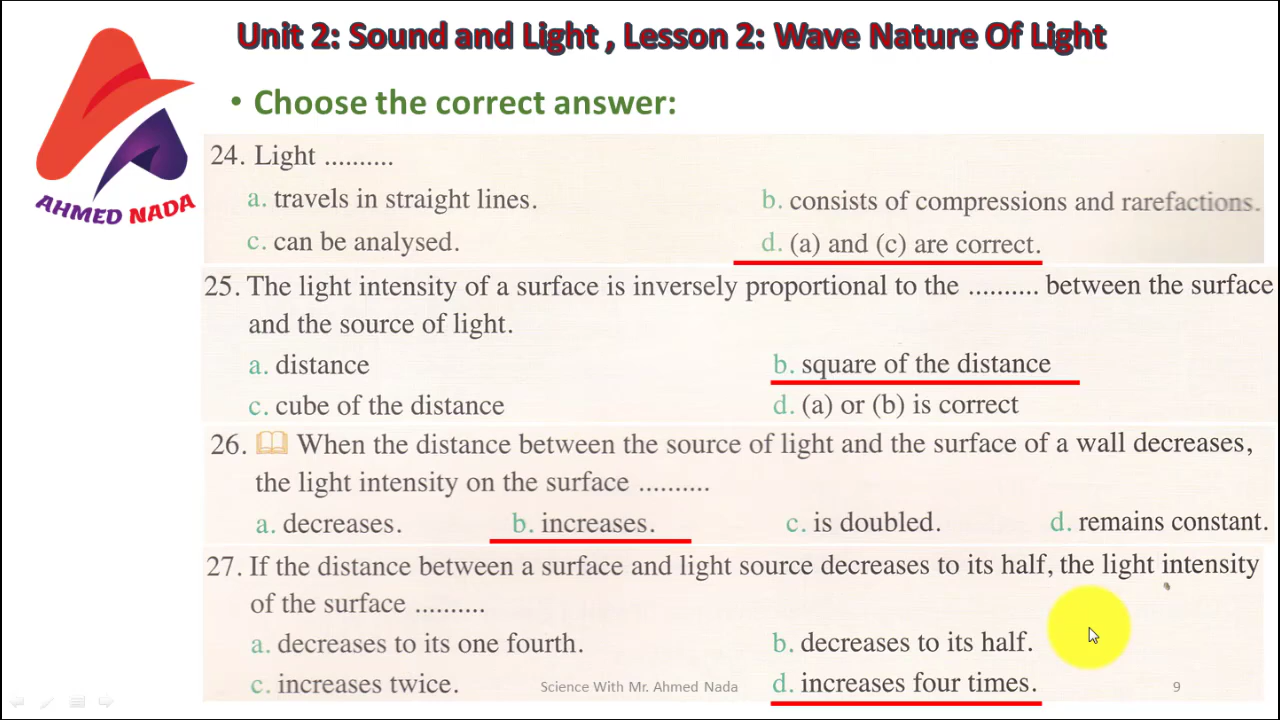 Unit 2: Sound and Light , Lesson 2: Wave Nature Of Light
AHMED NADA
• Choose the correct answer:
24. Light ..........
a. travels in straight lines.
b. consists of compressions and rarefactions.
c. can be analysed.
d. (a) and (c) are correct.
25. The light intensity of a surface is inversely proportional to the .......... between the surface
and the source of light.
a. distance
b. square of the distance
c. cube of the distance
d. (a) or (b) is correct
26. When the distance between the source of light and the surface of a wall decreases,
the light intensity on the surface ..........
a. decreases. b. increases. c. is doubled. d. remains constant.
27. If the distance between a surface and light source decreases to its half, the light intensity
of the surface ..........
a. decreases to its one fourth.
b. decreases to its half.
c. increases twice.
d. increases four times.
Science With Mr. Ahmed Nada
9